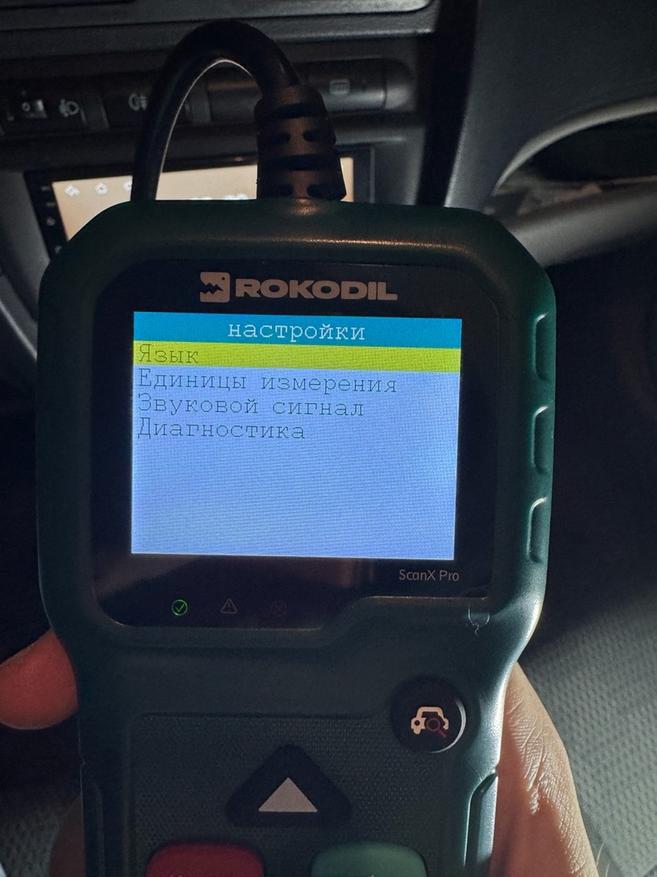 ROKODIL
настройки
Язык
Единицы измерения
Звуковой сигнал
Диагностика
ScanX Pro